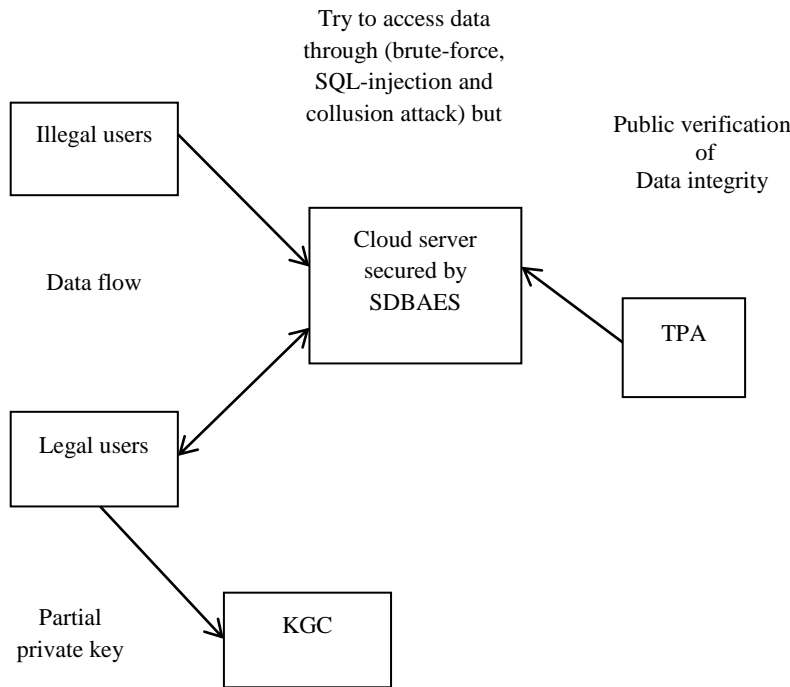 Try to access data
through (brute-force,
SQL-injection and
collusion attack) but
Illegal users
Public verification
of
Data integrity
Cloud server
secured by
SDBAES
Data flow
TPA
Legal users
Partial
private key
KGC